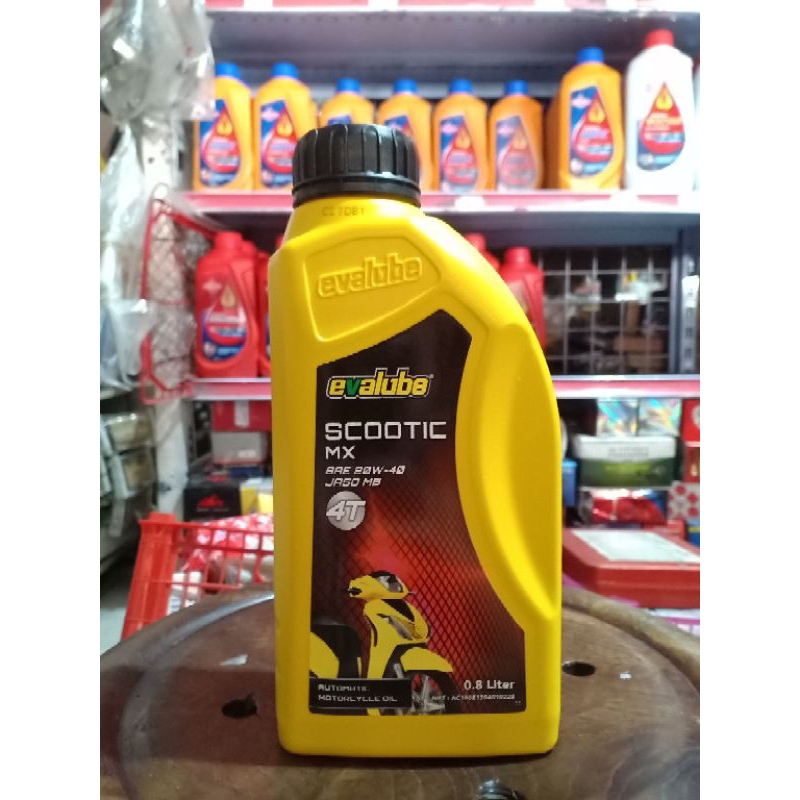 evalube
evalube
SCOOTIC
MX
SAE 20W-40
JASO MB
4T
0.8 Liter
AUTOMATIC
MOTORCYCLE OIL